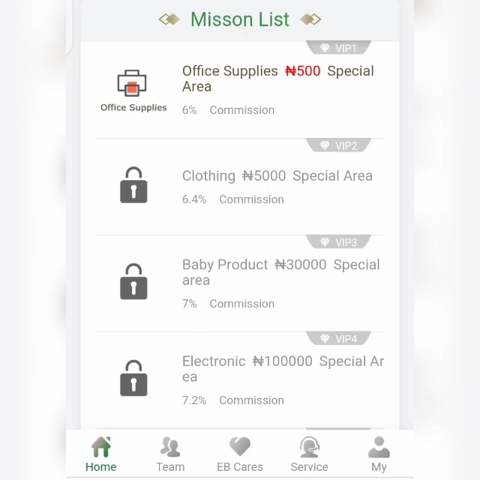 Misson List
VIP1
Office Supplies ₦500 Special
Area
Office Supplies
6% Commission
VIP2
Clothing ₦5000 Special Area
6.4% Commission
VIP3
Baby Product ₦30000 Special
area
7% Commission
VIP4
Electronic ₦100000 Special Ar
ea
7.2% Commission
Home Team EB Cares Service My